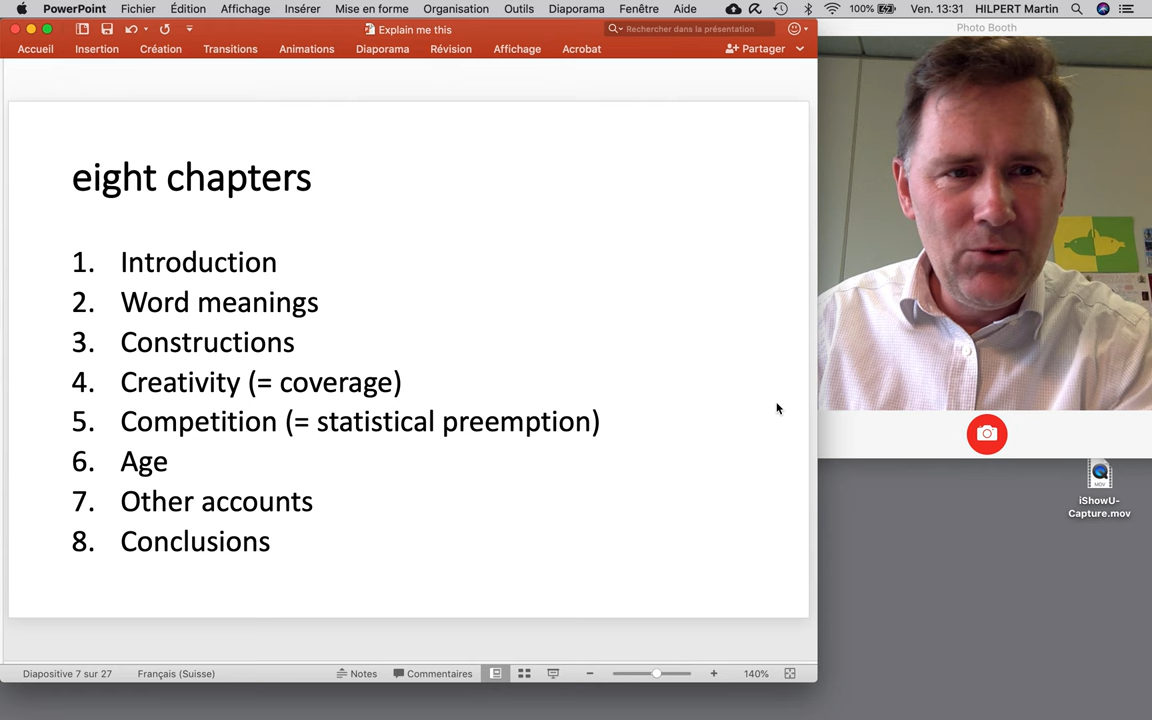 PowerPoint Fichier Édition Affichage Insérer Mise en forme Organisation Outils Diaporama Fenêtre Aide 100% Ven. 13:31 HILPERT Martin
Explain me this
Rechercher dans la présentation
Photo Booth
Accueil Insertion Création Transitions Animations Diaporama Révision Affichage Acrobat Partager
eight chapters
1. Introduction
2. Word meanings
3. Constructions
4. Creativity (= coverage)
5. Competition (= statistical preemption)
6. Age
7. Other accounts
8. Conclusions
MOV
iShowU-
Capture.mov
Diapositive 7 sur 27 Français (Suisse) Notes Commentaires 140%